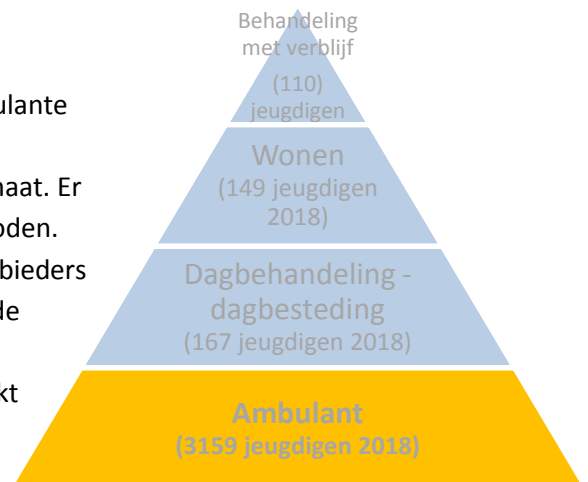 ulante
naat. Er
oden.
bieders
de
kt
Behandeling
met verblijf
(110)
jeugdigen
Wonen
(149 jeugdigen
2018)
Dagbehandeling -
dagbesteding
(167 jeugdigen 2018)
Ambulant
(3159 jeugdigen 2018)